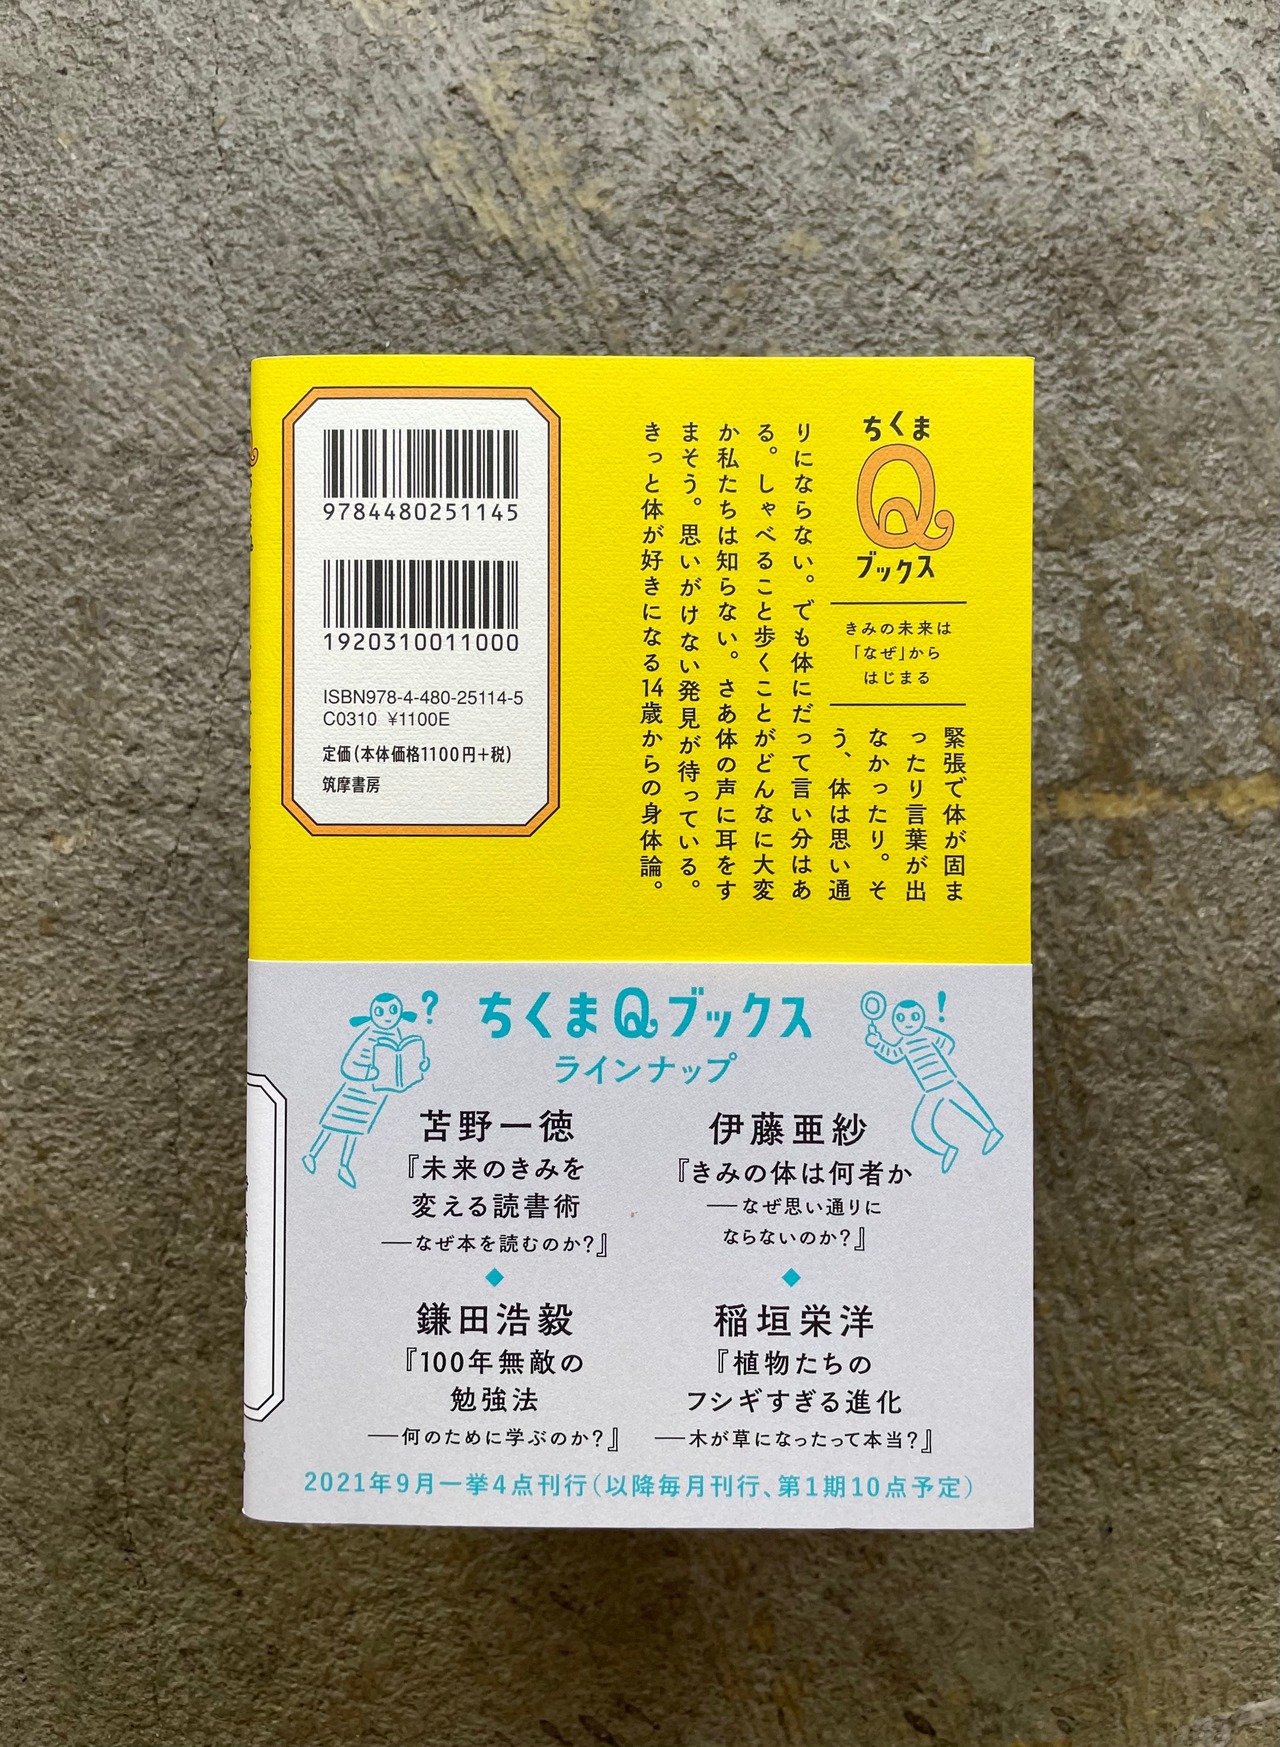 ちくま
Q
ブックス
きみの未来は
「なぜ」から
はじまる
緊張で体が固ま
ったり言葉が出
なかったり。そ
う、体は思い通
りにならない。でも体にだって言い分はあ
る。しゃべること歩くことがどんなに大変
か私たちは知らない。さあ体の声に耳をす
まそう。思いがけない発見が待っている。
きっと体が好きになる14歳からの身体論。
9784480251145
1920310011000
ISBN978-4-480-25114-5
C0310 ¥1100E
定価(本体価格1100円+税)
筑摩書房
ちくまQブックス
ラインナップ
?
!
伊藤亜紗
『きみの体は何者か
──なぜ思い通りに
ならないのか?』
稲垣栄洋
『植物たちの
フシギすぎる進化
──木が草になったって本当?』
苫野一徳
『未来のきみを
変える読書術
──なぜ本を読むのか?』
鎌田浩毅
『100年無敵の
勉強法
──何のために学ぶのか?』
2021年9月一挙4点刊行(以降毎月刊行、第1期10点予定)